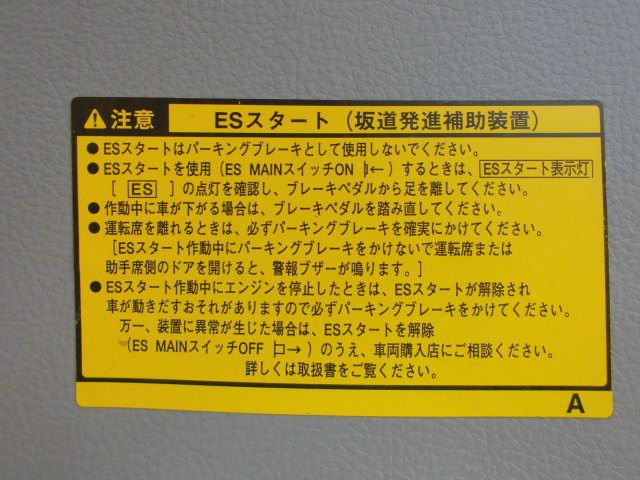 ⚠注意 ESスタート（坂道発進補助装置）
●ESスタートはパーキングブレーキとして使用しないでください。
●ESスタートを使用（ES MAINスイッチON ←）するときは、ESスタート表示灯
[ ES ] の点灯を確認し、ブレーキペダルから足を離してください。
●作動中に車が下がる場合は、ブレーキペダルを踏み直してください。
●運転席を離れるときは、必ずパーキングブレーキを確実にかけてください。
[ESスタート作動中にパーキングブレーキをかけないで運転席または
助手席側のドアを開けると、警報ブザーが鳴ります。]
●ESスタート作動中にエンジンを停止したときは、ESスタートが解除され
車が動きだすおそれがありますので必ずパーキングブレーキをかけてください。
万一、装置に異常が生じた場合は、ESスタートを解除
（ES MAINスイッチOFF →）のうえ、車両購入店にご相談ください。
詳しくは取扱書をご覧ください。
A